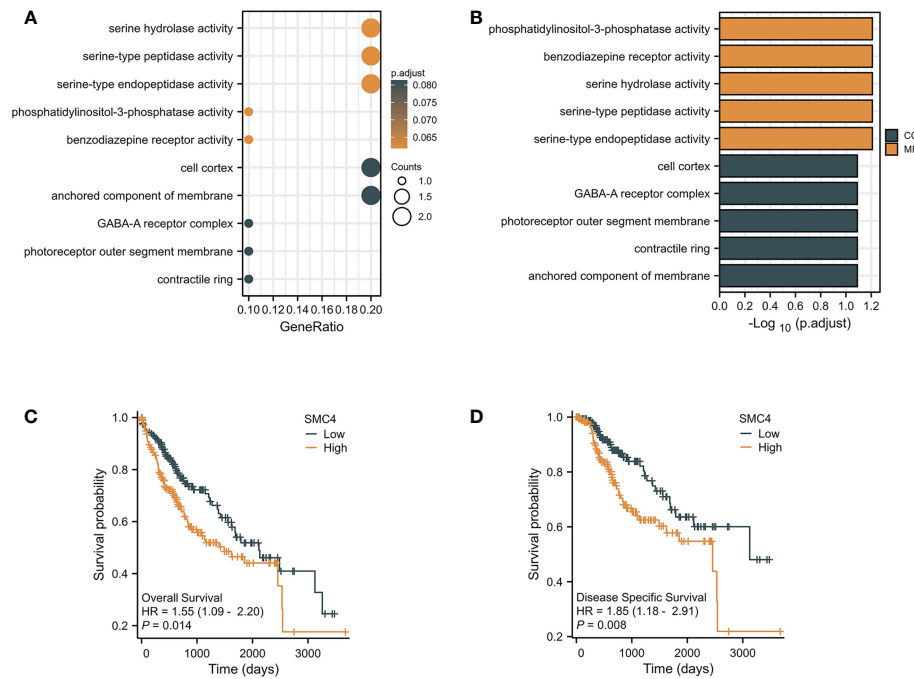 A
serine hydrolase activity
serine-type peptidase activity
serine-type endopeptidase activity
phosphatidylinositol-3-phosphatase activity
benzodiazepine receptor activity
cell cortex
anchored component of membrane
GABA-A receptor complex
photoreceptor outer segment membrane
contractile ring
0.10 0.12 0.14 0.16 0.18 0.20
GeneRatio
p.adjust
0.080
0.075
0.070
0.065
Counts
1.0
1.5
2.0
B
phosphatidylinositol-3-phosphatase activity
benzodiazepine receptor activity
serine hydrolase activity
serine-type peptidase activity
serine-type endopeptidase activity
cell cortex
GABA-A receptor complex
photoreceptor outer segment membrane
contractile ring
anchored component of membrane
0.0 0.2 0.4 0.6 0.8 1.0 1.2
-Log 10 (p.adjust)
C
SMC4
Low
High
1.0
0.8
0.6
0.4
0.2
Survival probability
Overall Survival
HR = 1.55 (1.09 - 2.20)
P = 0.014
0 1000 2000 3000
Time (days)
D
SMC4
Low
High
1.0
0.8
0.6
0.4
0.2
Survival probability
Disease Specific Survival
HR = 1.85 (1.18 - 2.91)
P = 0.008
0 1000 2000 3000
Time (days)